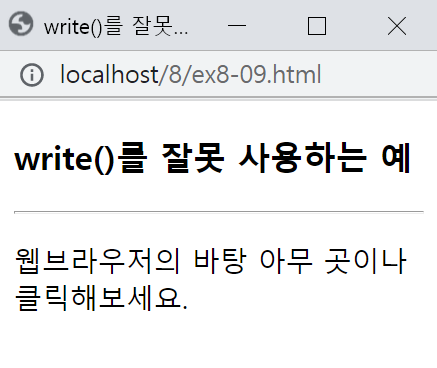 write()를 잘못...
localhost/8/ex8-09.html
write()를 잘못 사용하는 예
웹브라우저의 바탕 아무 곳이나
클릭해보세요.